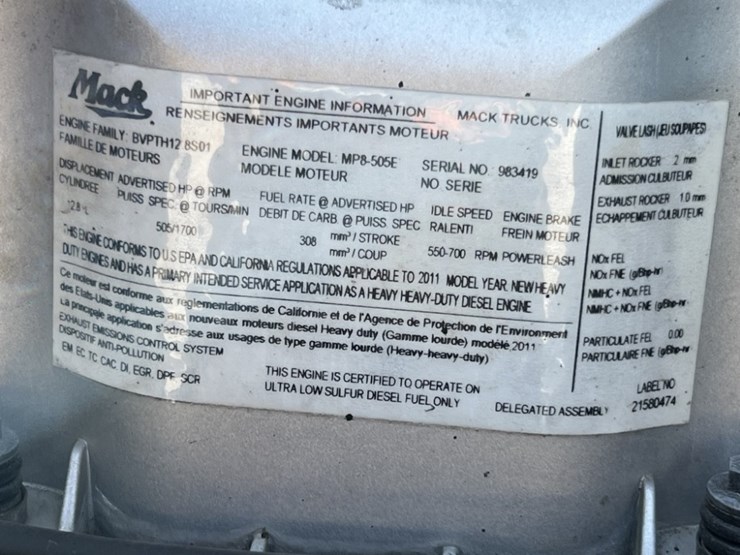 Mack
IMPORTANT ENGINE INFORMATION MACK TRUCKS, INC.
RENSEIGNEMENTS IMPORTANTS MOTEUR
ENGINE FAMILY: BVPTH12.8S01 ENGINE MODEL: MP8-505E SERIAL NO.: 983419
FAMILLE DE MOTEURS MODELE MOTEUR NO. SERIE
DISPLACEMENT ADVERTISED HP @ RPM FUEL RATE @ ADVERTISED HP IDLE SPEED ENGINE BRAKE
CYLINDREE PUISS SPEC. @ TOURS/MIN DEBIT DE CARB. @ PUISS SPEC RALENTI FREIN MOTEUR
12.8-L 505/1700 308 mm³ / STROKE 550-700 RPM POWERLEASH
mm³ / COUP
THIS ENGINE CONFORMS TO U.S EPA AND CALIFORNIA REGULATIONS APPLICABLE TO 2011 MODEL YEAR NEW HEAVY
DUTY ENGINES AND HAS A PRIMARY INTENDED SERVICE APPLICATION AS A HEAVY HEAVY-DUTY DIESEL ENGINE.
Ce moteur est conforme aux reglementations de Californie et de l'Agence de Protection de l'Environment
des Etats-Unis applicables aux nouveaux moteurs diesel Heavy duty (Gamme lourde) modèle 2011
La principale application s'adresse aux usages de type gamme lourde (Heavy-heavy-duty)
EXHAUST EMISSIONS CONTROL SYSTEM
DISPOSITIF ANTI-POLLUTION
EM EC, TC, CAC, DI, EGR, DPF, SCR
THIS ENGINE IS CERTIFIED TO OPERATE ON
ULTRA LOW SULFUR DIESEL FUEL ONLY
DELEGATED ASSEMBLY
VALVE LASH (JEU SOUPAPES)
INLET ROCKER 2 mm
ADMISSION CULBUTEUR
EXHAUST ROCKER 1.0 mm
ECHAPPEMENT CULBUTEUR
NOx FEL
NOx FNE (g/Bhp-hr)
NMHC + NOx FEL
NMHC + NOx FNE (g/Bhp-hr
PARTICULATE FEL 0.00
PARTICULAIRE FNE (g/Bhp-hr
LABEL NO
21580474